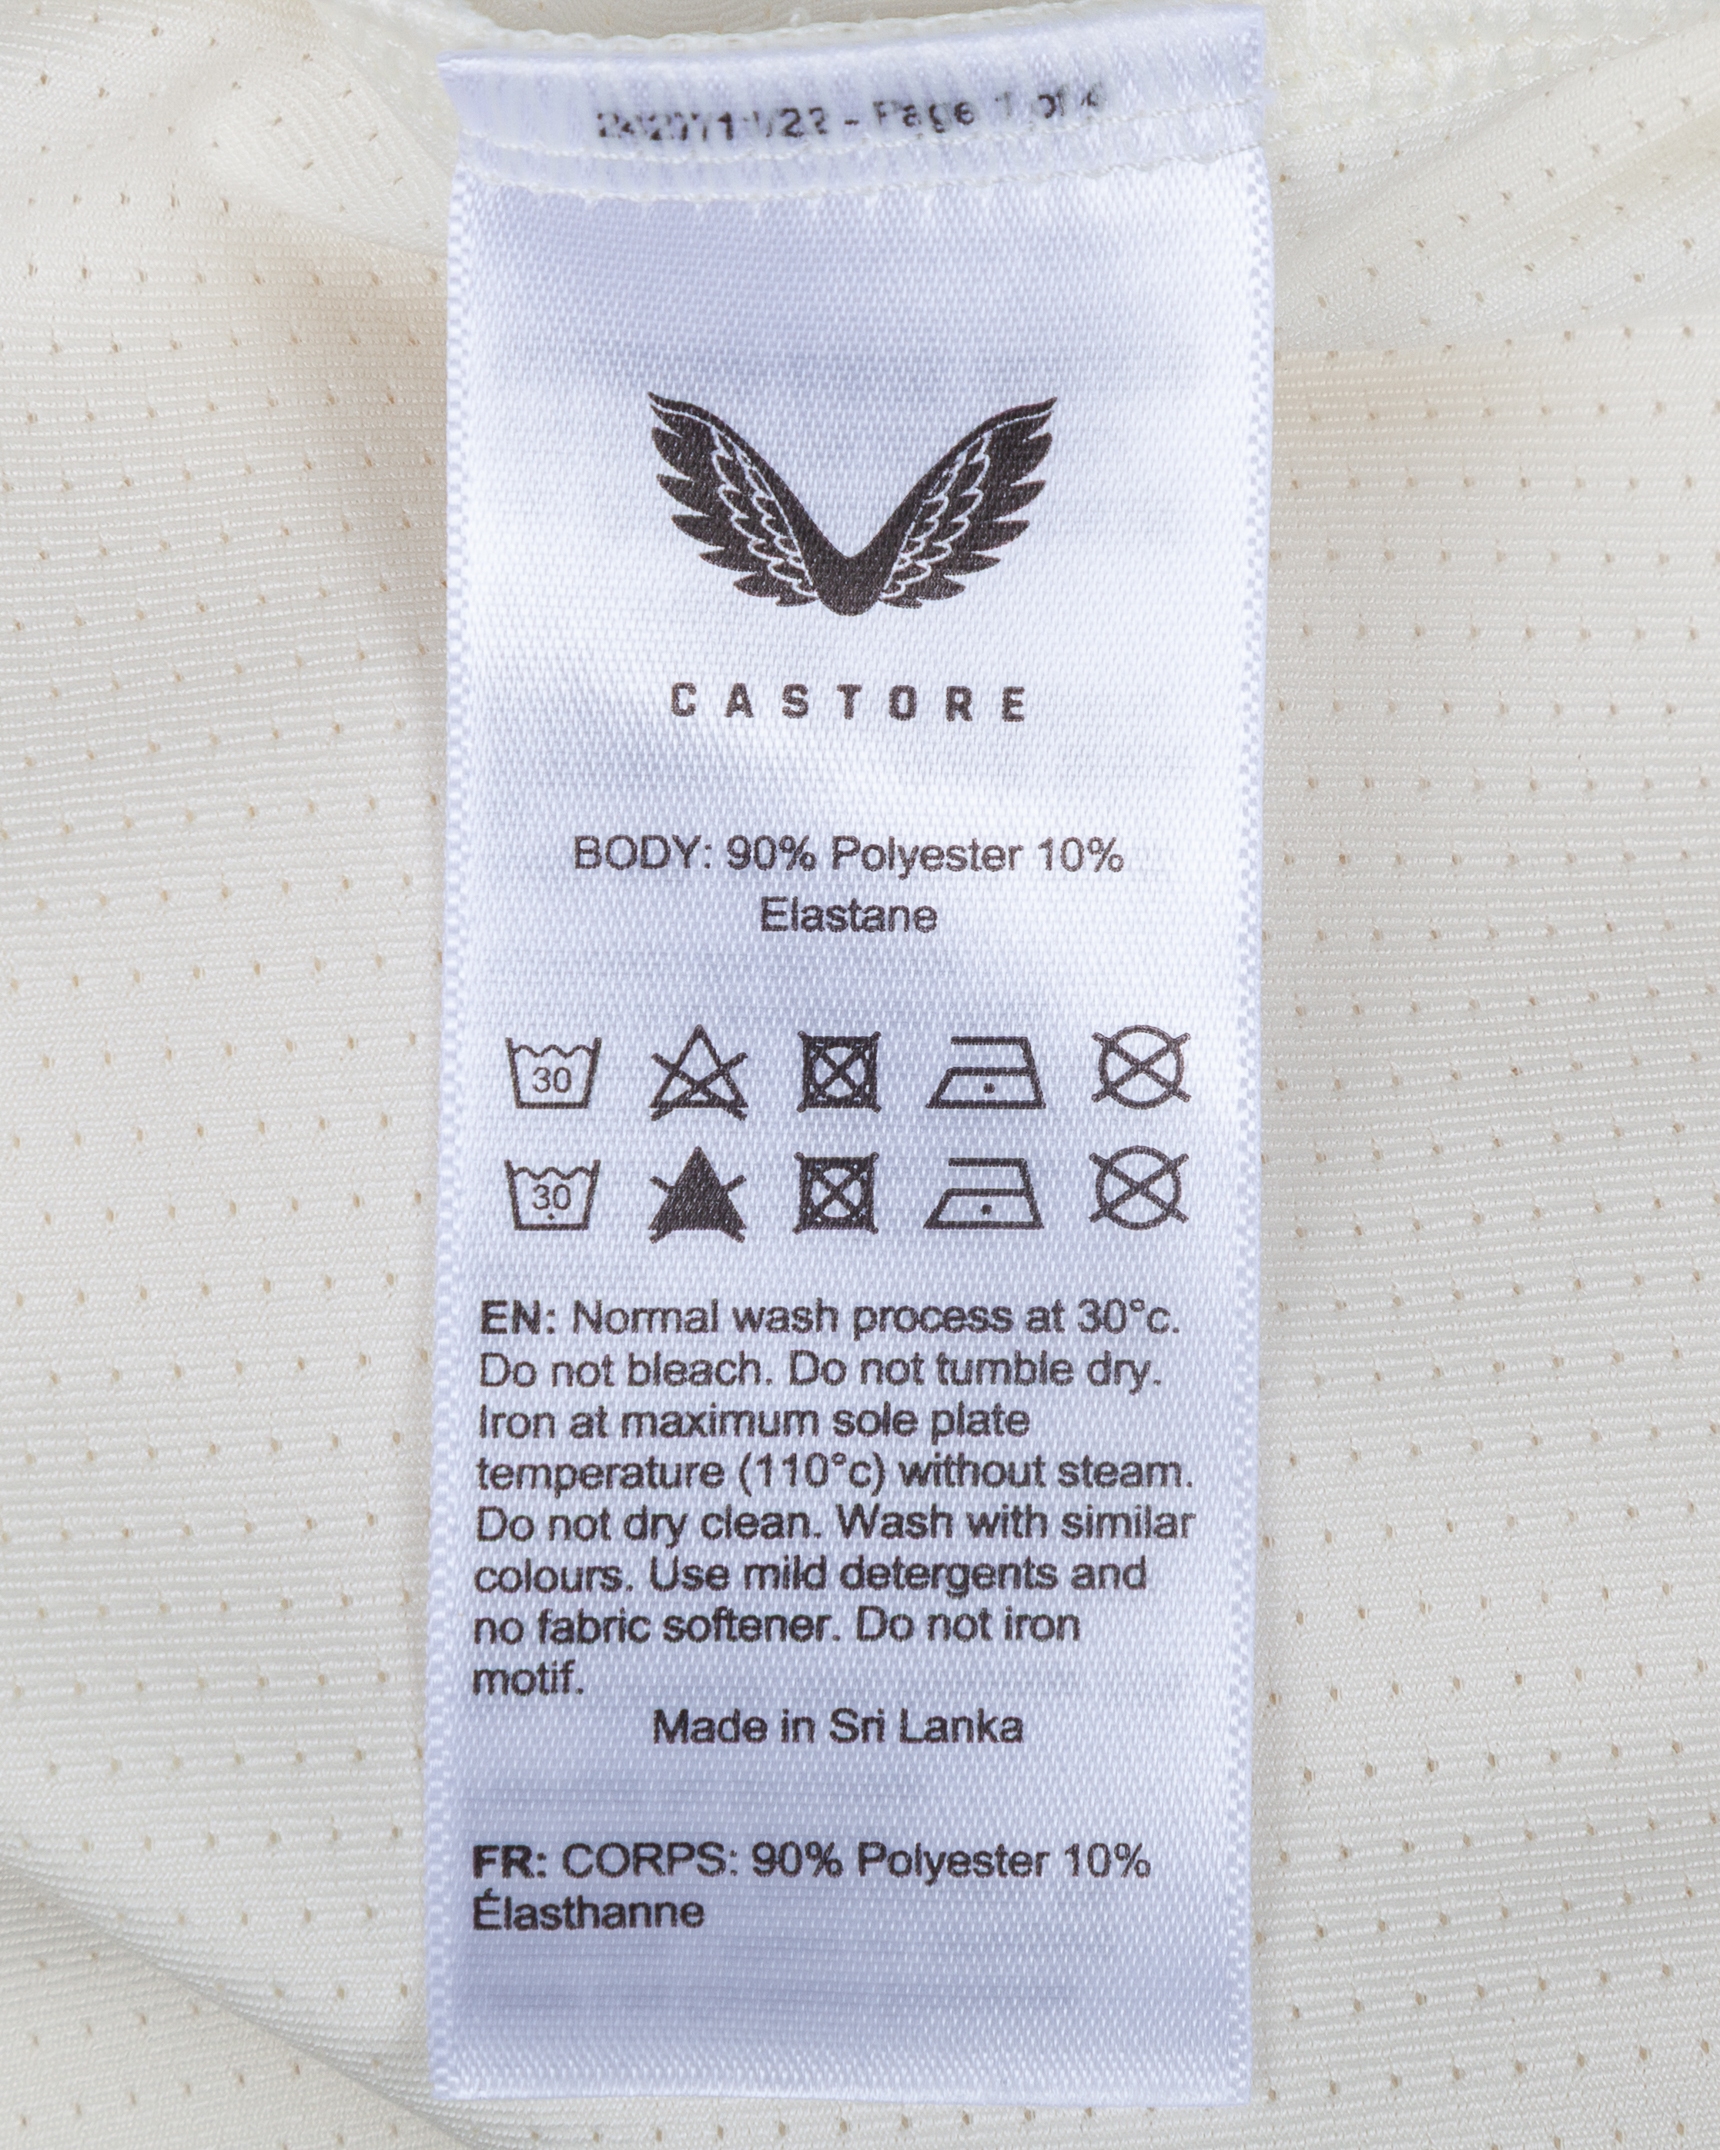 - Page 1 of
CASTORE
BODY: 90% Polyester 10%
Elastane
30
30
EN: Normal wash process at 30°c.
Do not bleach. Do not tumble dry.
Iron at maximum sole plate
temperature (110°c) without steam.
Do not dry clean. Wash with similar
colours. Use mild detergents and
no fabric softener. Do not iron
motif.
Made in Sri Lanka
FR: CORPS: 90% Polyester 10%
Élasthanne